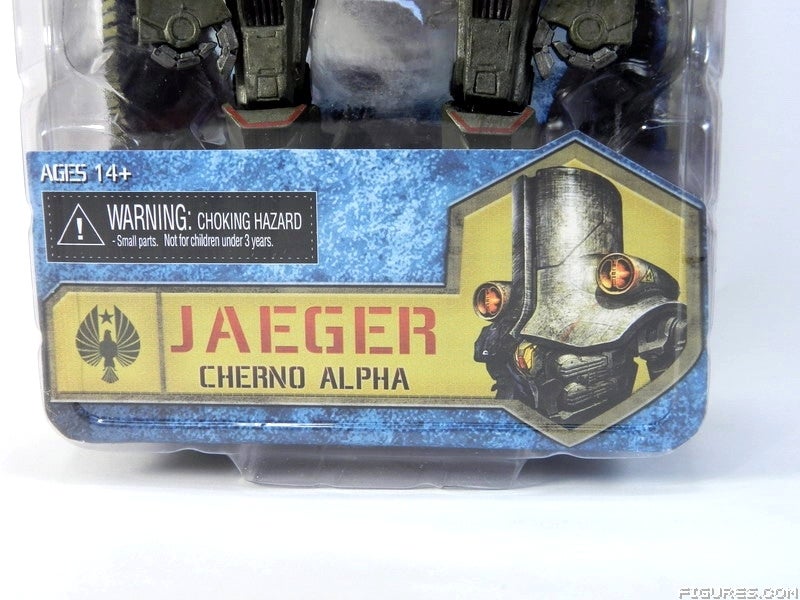 AGES 14+
WARNING: CHOKING HAZARD
- Small parts. Not for children under 3 years.
JAEGER
CHERNO ALPHA
FIGURES.COM